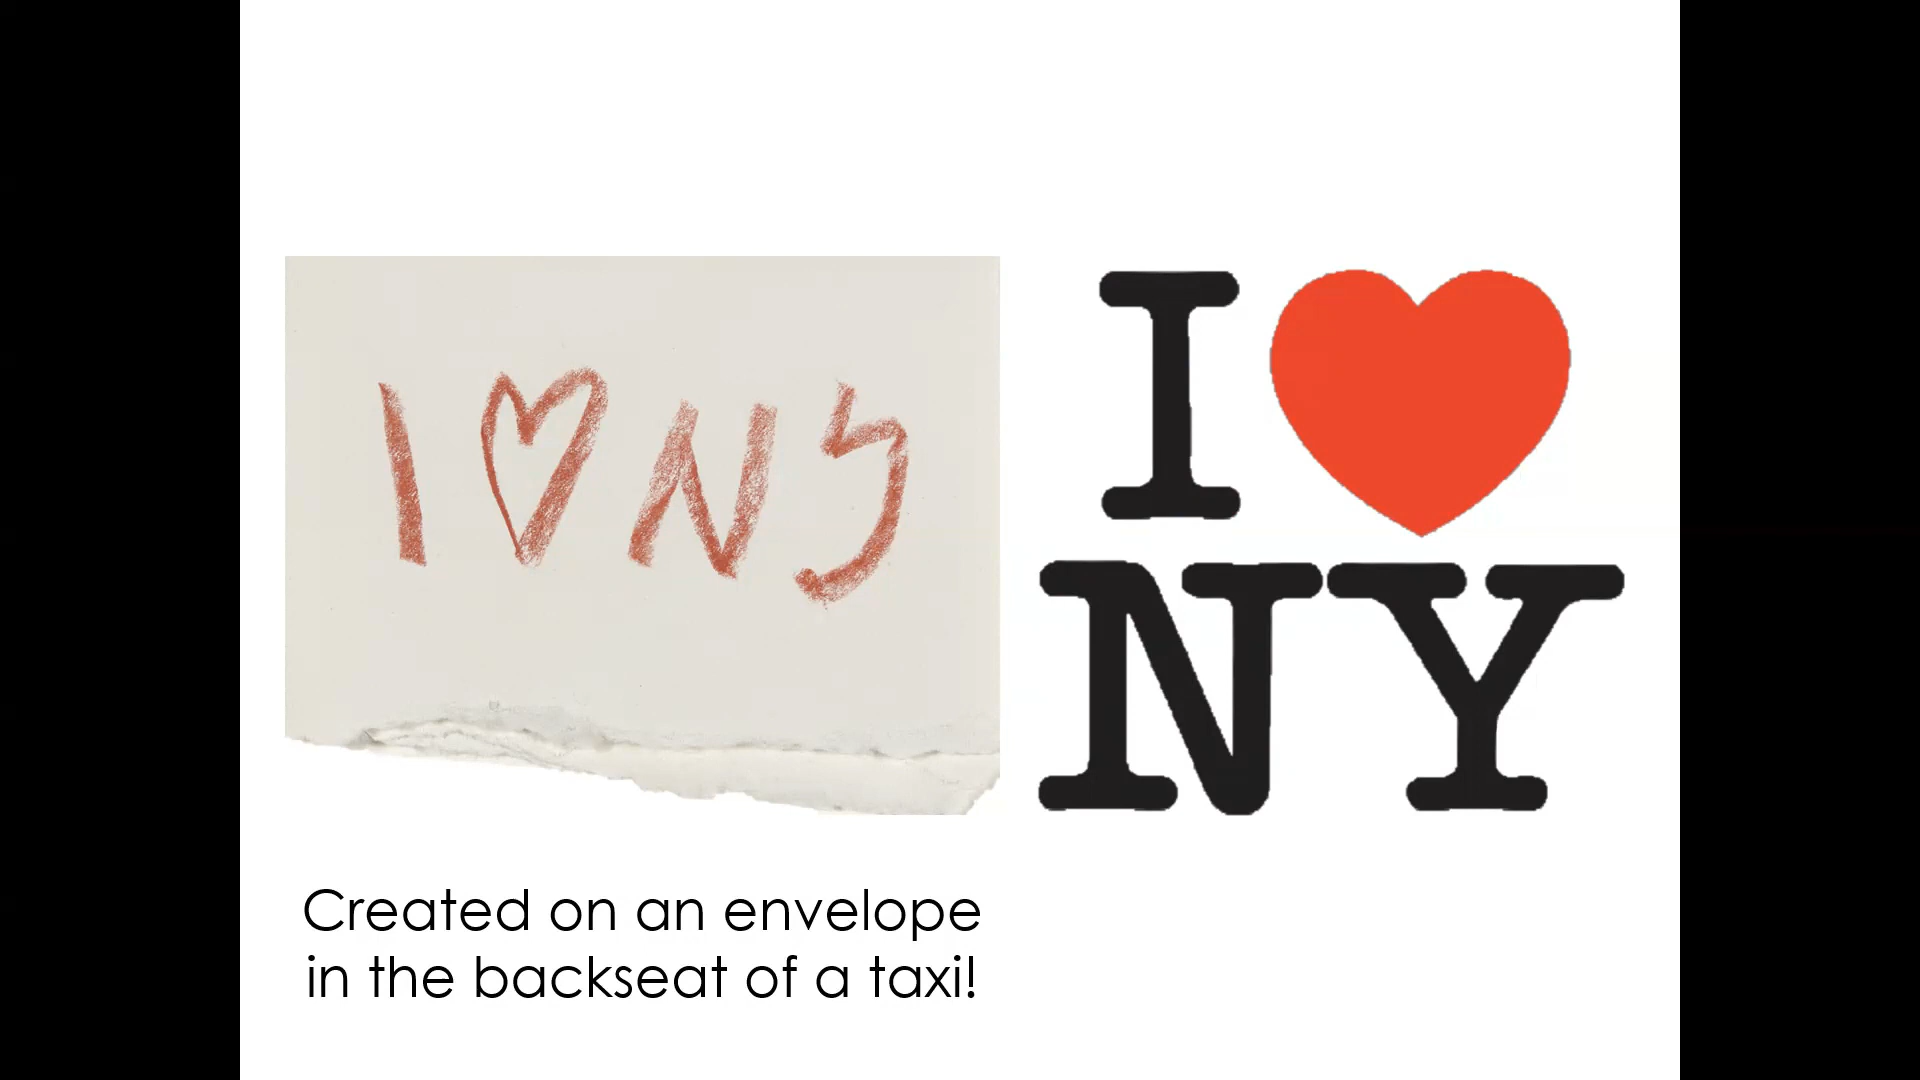 I ♥ NY
I ♥
NY
Created on an envelope
in the backseat of a taxi!